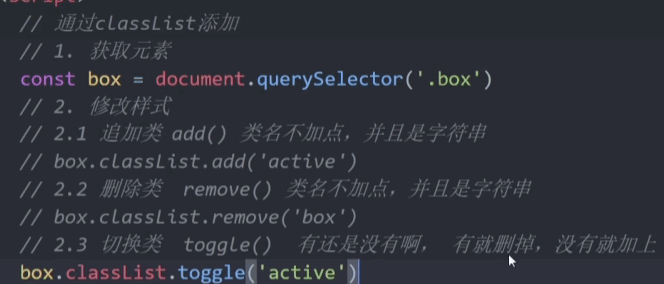 // 通过classList添加
// 1. 获取元素
const box = document.querySelector('.box')
// 2. 修改样式
// 2.1 追加类 add() 类名不加点，并且是字符串
// box.classList.add('active')
// 2.2 删除类  remove() 类名不加点，并且是字符串
// box.classList.remove('box')
// 2.3 切换类  toggle()  有还是没有啊， 有就删掉，没有就加上
box.classList.toggle('active')